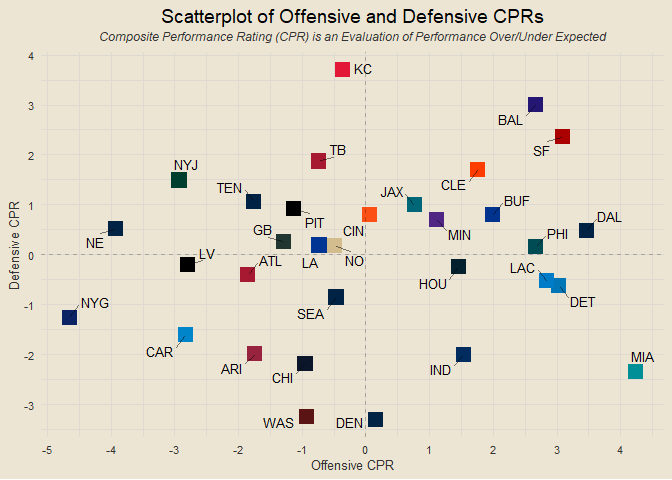 Scatterplot of Offensive and Defensive CPRs
Composite Performance Rating (CPR) is an Evaluation of Performance Over/Under Expected
4
3
2
1
0
-1
-2
-3
Defensive CPR
KC
BAL
SF
TB
NYJ
CLE
TEN
JAX
BUF
PIT
CIN
MIN
DAL
NE
GB
PHI
LV
ATL
LA
NO
LAC
HOU
DET
NYG
SEA
CAR
ARI
CHI
IND
MIA
WAS
DEN
-5
-4
-3
-2
-1
0
1
2
3
4
Offensive CPR